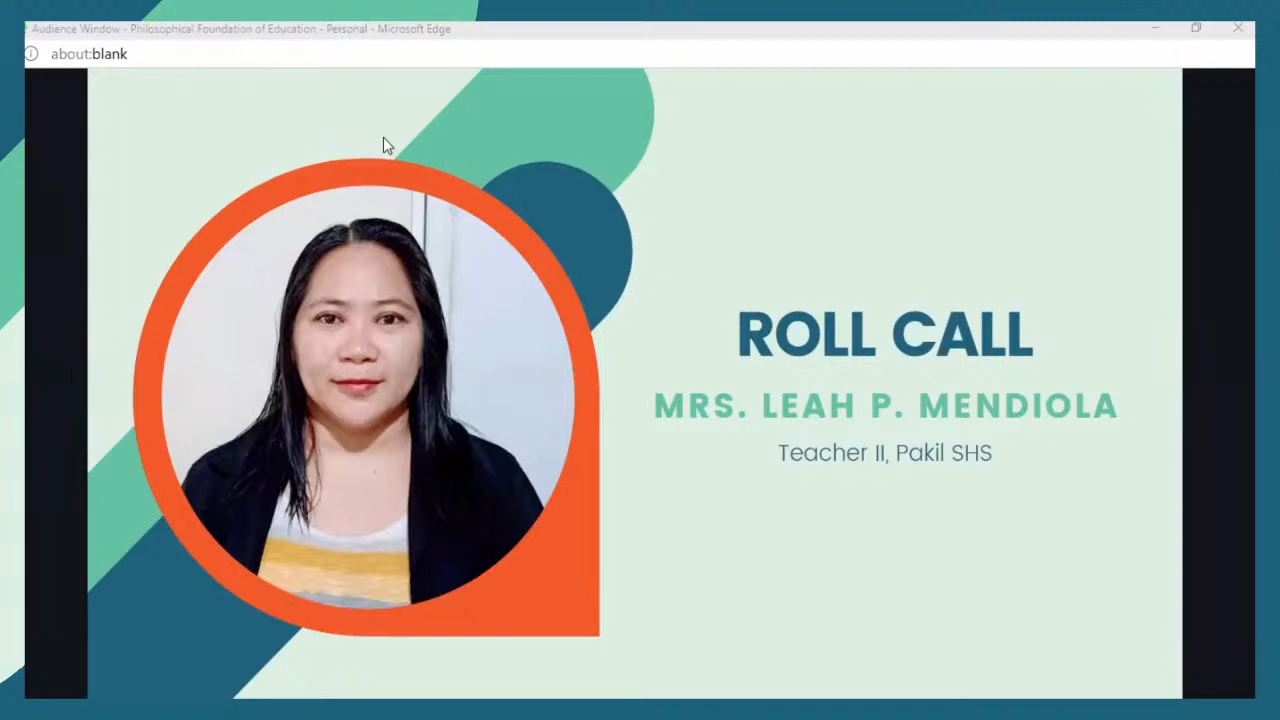 Audience Window - Philosophical Foundation of Education - Personal - Microsoft Edge
about:blank
ROLL CALL
MRS. LEAH P. MENDIOLA
Teacher II, Pakil SHS